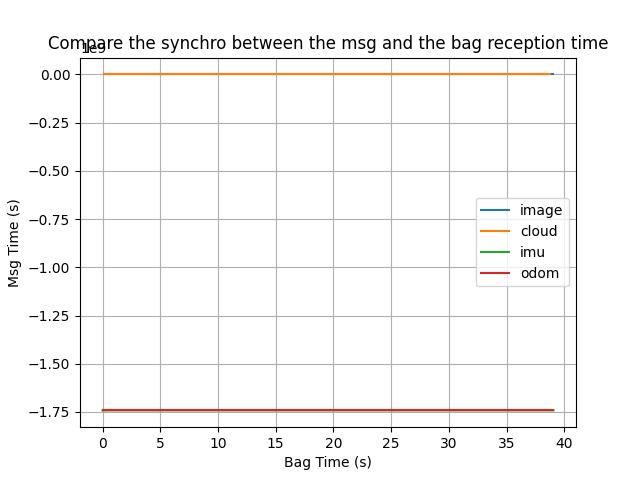 Compare the synchro between the msg and the bag reception time
1e9
0.00
−0.25
−0.50
−0.75
−1.00
−1.25
−1.50
−1.75
Msg Time (s)
image
cloud
imu
odom
0 5 10 15 20 25 30 35 40
Bag Time (s)